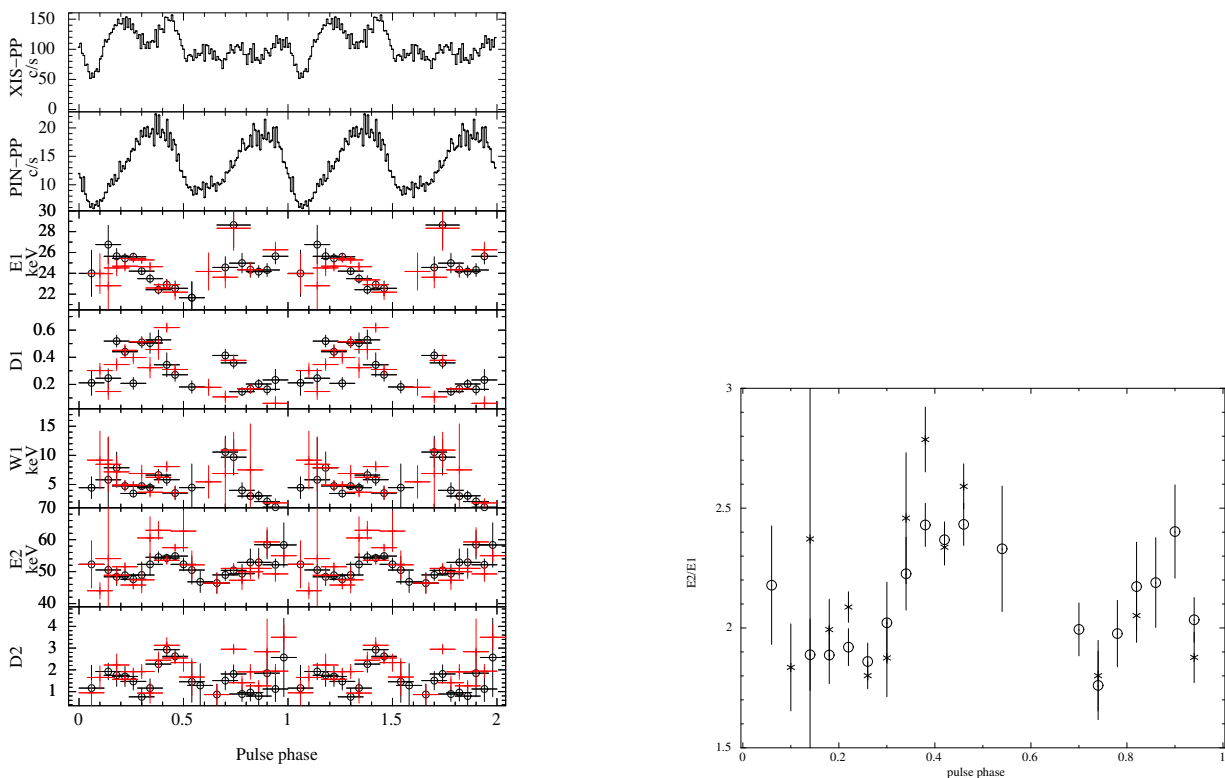 XIS−PP
c/s
0
50
100
150
PIN−PP
c/s
10
15
20
E1
keV
22
24
26
28
30
D1
0.2
0.4
0.6
W1
keV
5
10
15
E2
keV
40
50
60
70
D2
1
2
3
4
0
0.5
1
1.5
2
Pulse phase
E2/E1
1.5
2
2.5
3
0
0.2
0.4
0.6
0.8
1
pulse phase